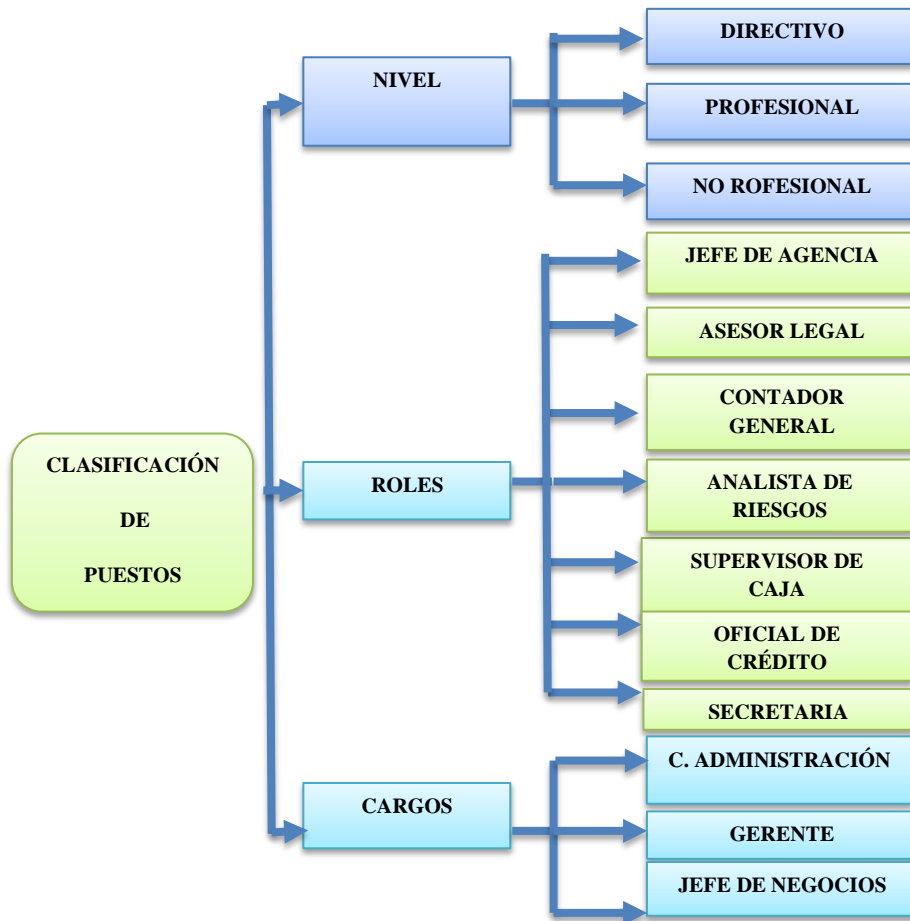 CLASIFICACIÓN
DE
PUESTOS
NIVEL
DIRECTIVO
PROFESIONAL
NO ROFESIONAL
ROLES
JEFE DE AGENCIA
ASESOR LEGAL
CONTADOR
GENERAL
ANALISTA DE
RIESGOS
SUPERVISOR DE
CAJA
OFICIAL DE
CRÉDITO
SECRETARIA
CARGOS
C. ADMINISTRACIÓN
GERENTE
JEFE DE NEGOCIOS